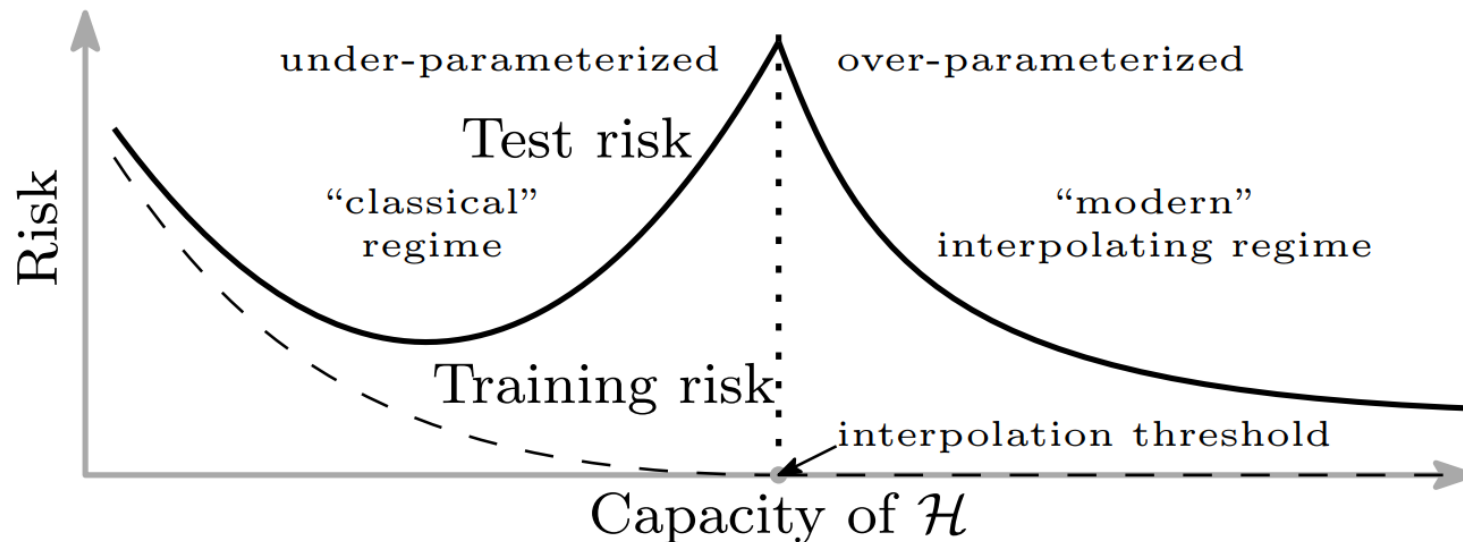 under-parameterized
over-parameterized
Test risk
“classical”
regime
“modern”
interpolating regime
Risk
Training risk
interpolation threshold
Capacity of ℋ